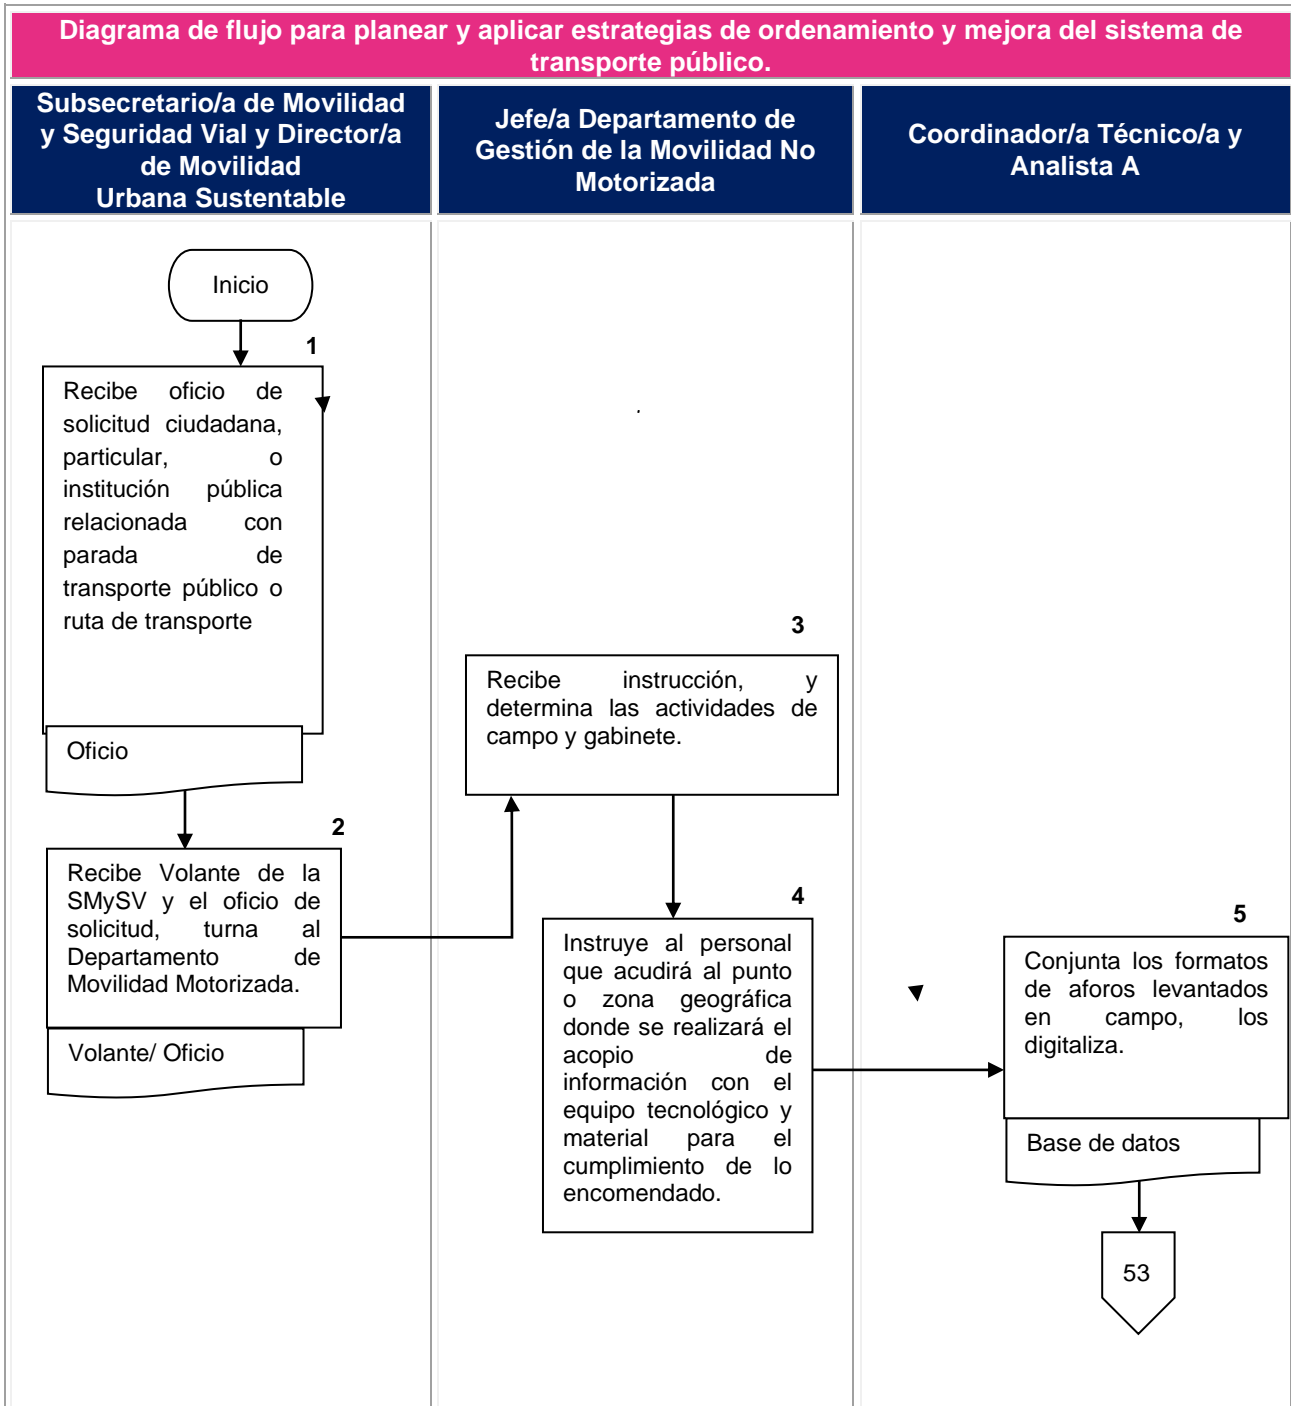 Diagrama de flujo para planear y aplicar estrategias de ordenamiento y mejora del sistema de
transporte público.
Subsecretario/a de Movilidad
y Seguridad Vial y Director/a
de Movilidad
Urbana Sustentable
Jefe/a Departamento de
Gestión de la Movilidad No
Motorizada
Coordinador/a Técnico/a y
Analista A
Inicio
1
Recibe oficio de
solicitud ciudadana,
particular, o
institución pública
relacionada con
parada de
transporte público o
ruta de transporte
Oficio
2
Recibe Volante de la
SMySV y el oficio de
solicitud, turna al
Departamento de
Movilidad Motorizada.
Volante/ Oficio
.
3
Recibe instrucción, y
determina las actividades de
campo y gabinete.
4
Instruye al personal
que acudirá al punto
o zona geográfica
donde se realizará el
acopio de
información con el
equipo tecnológico y
material para el
cumplimiento de lo
encomendado.
5
Conjunta los formatos
de aforos levantados
en campo, los
digitaliza.
Base de datos
53